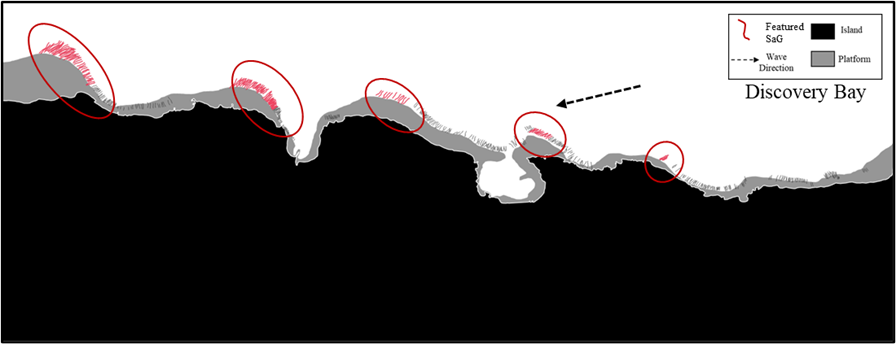 Featured
SaG
Island
Wave
Direction
Platform
Discovery Bay